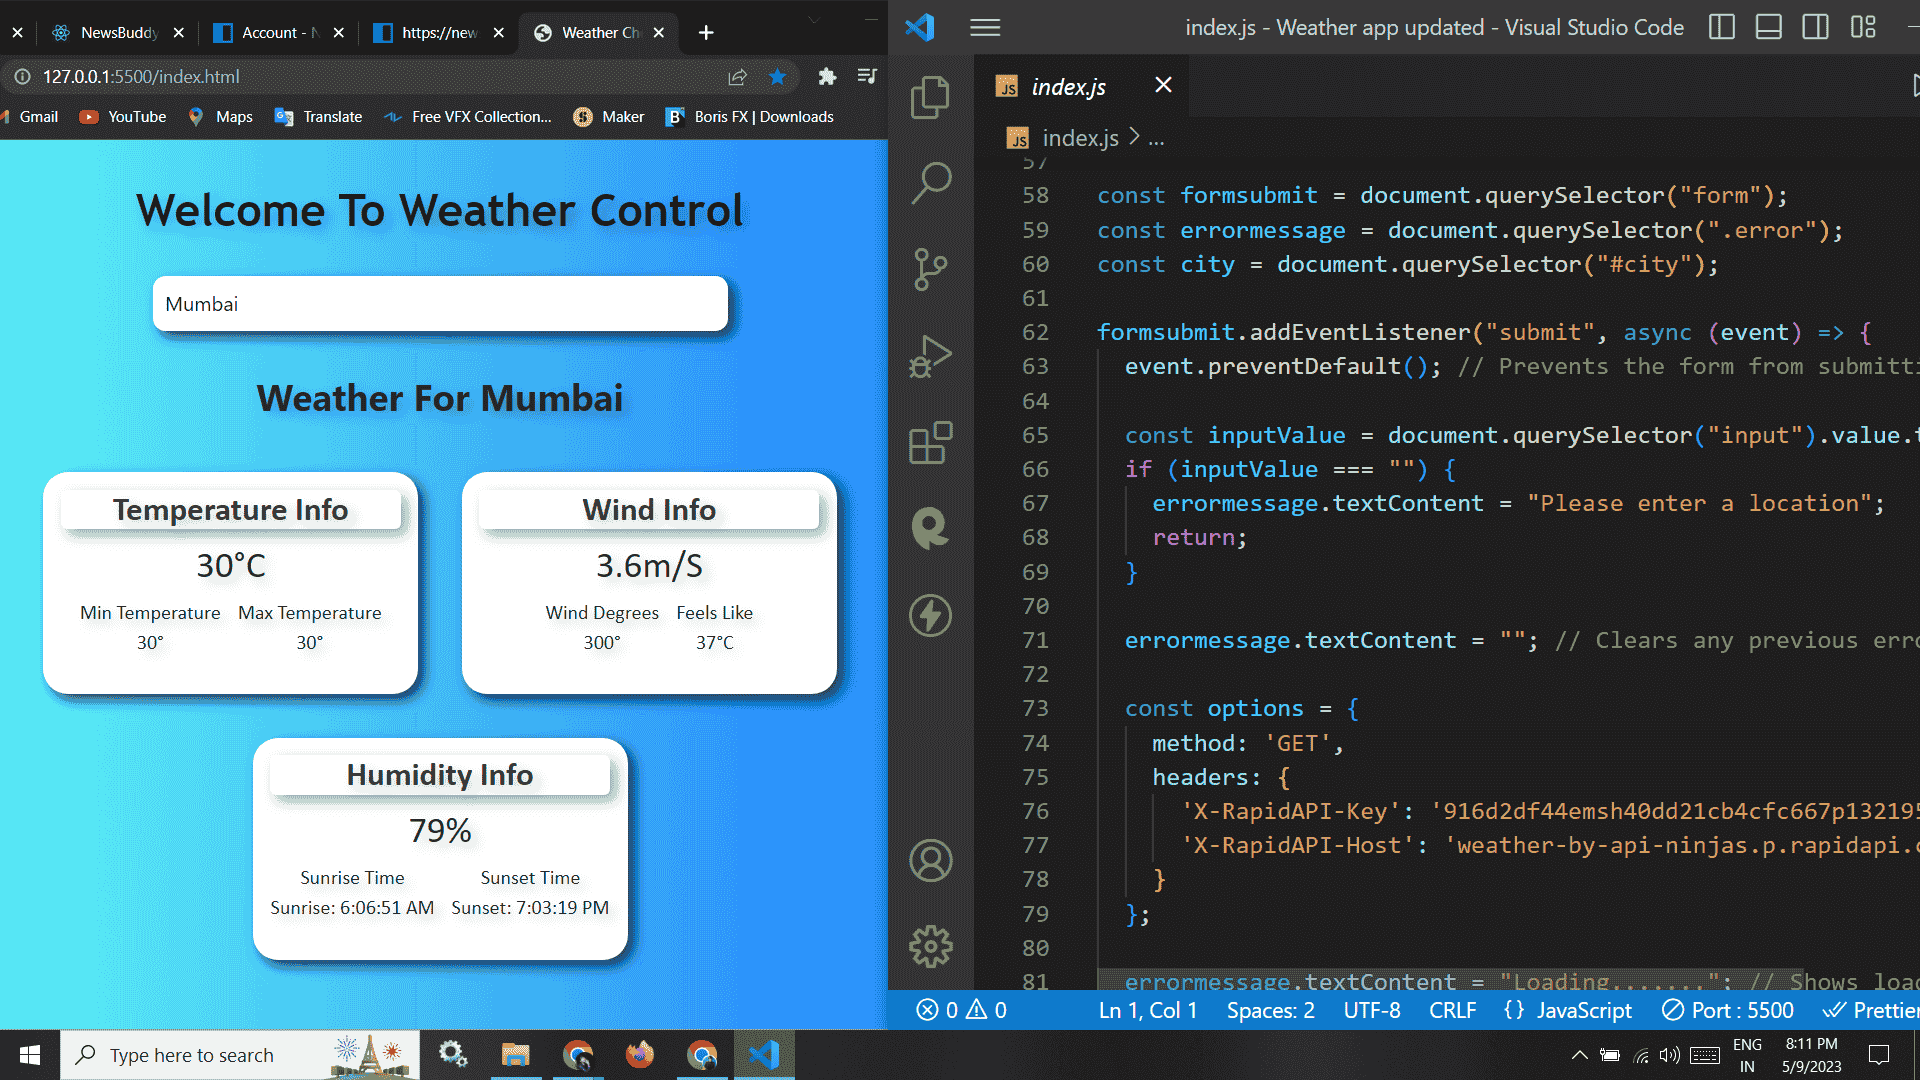 NewsBuddy
Account - N
https://new
Weather Ch
127.0.0.1:5500/index.html
Gmail
YouTube
Maps
Translate
Free VFX Collection...
Maker
Boris FX | Downloads
Welcome To Weather Control
Mumbai
Weather For Mumbai
Temperature Info
30°C
Min Temperature
Max Temperature
30°
30°
Wind Info
3.6m/S
Wind Degrees
Feels Like
300°
37°C
Humidity Info
79%
Sunrise Time
Sunset Time
Sunrise: 6:06:51 AM
Sunset: 7:03:19 PM
index.js - Weather app updated - Visual Studio Code
JS index.js
JS index.js > ...
57
58 const formsubmit = document.querySelector("form");
59 const errormessage = document.querySelector(".error");
60 const city = document.querySelector("#city");
61
62 formsubmit.addEventListener("submit", async (event) => {
63 event.preventDefault(); // Prevents the form from submitti
64
65 const inputValue = document.querySelector("input").value.t
66 if (inputValue === "") {
67 errormessage.textContent = "Please enter a location";
68 return;
69 }
70
71 errormessage.textContent = ""; // Clears any previous erro
72
73 const options = {
74 method: 'GET',
75 headers: {
76 'X-RapidAPI-Key': '916d2df44emsh40dd21cb4cfc667p132195
77 'X-RapidAPI-Host': 'weather-by-api-ninjas.p.rapidapi.c
78 }
79 };
80
81 errormessage.textContent = "Loading......."; // Shows loa
0 0
Ln 1, Col 1
Spaces: 2
UTF-8
CRLF
{} JavaScript
Port : 5500
Prettier
Type here to search
ENG
IN
8:11 PM
5/9/2023